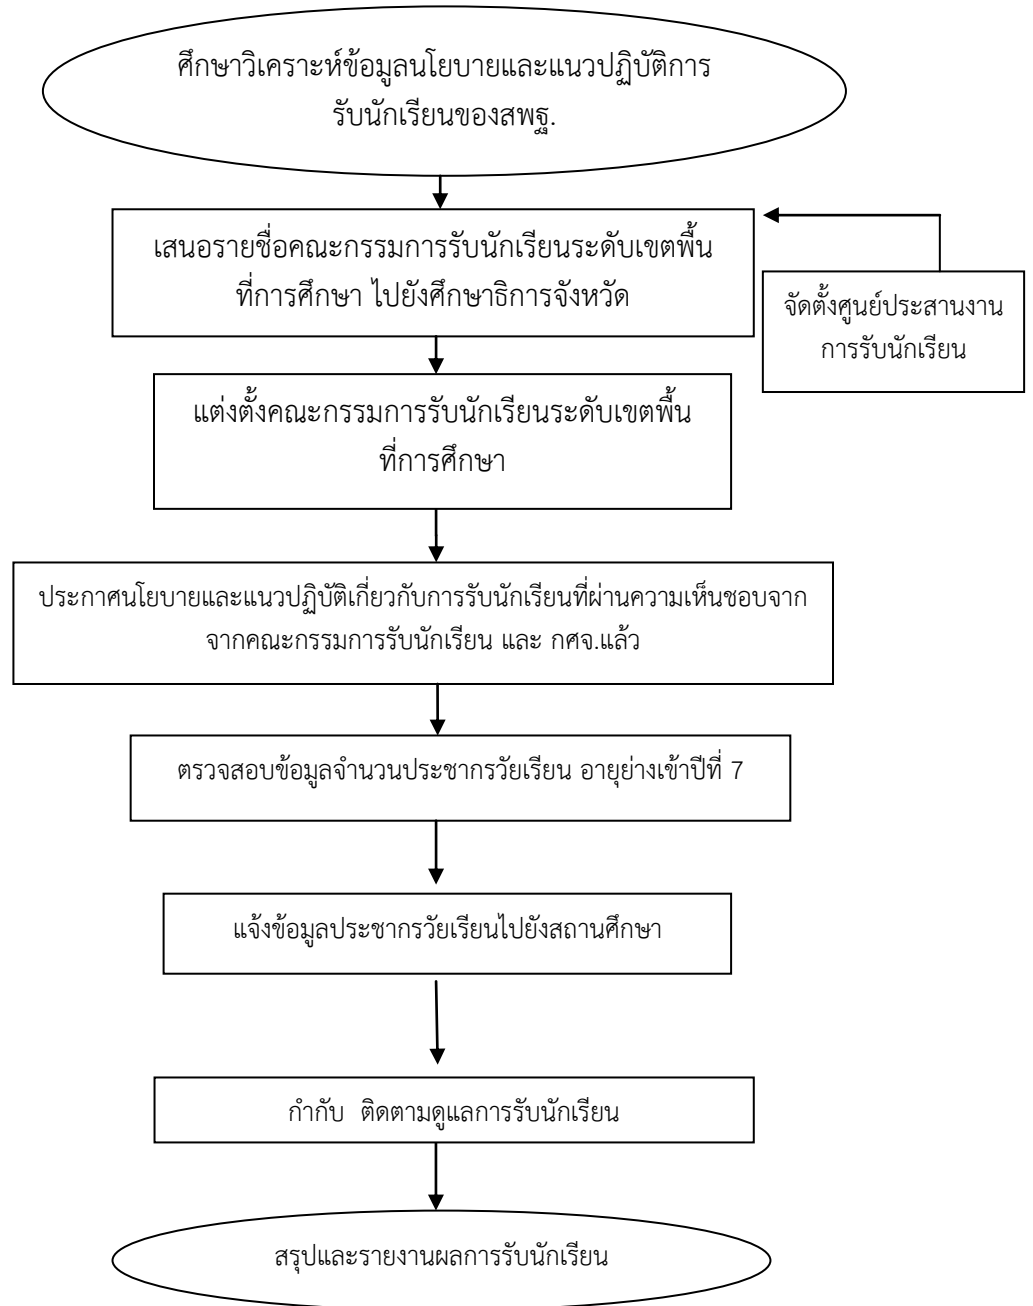 ศึกษาวิเคราะห์ข้อมูลนโยบายและแนวปฏิบัติการ
รับนักเรียนของสพฐ.
เสนอรายชื่อคณะกรรมการรับนักเรียนระดับเขตพื้น
ที่การศึกษา ไปยังศึกษาธิการจังหวัด
จัดตั้งศูนย์ประสานงาน
การรับนักเรียน
แต่งตั้งคณะกรรมการรับนักเรียนระดับเขตพื้น
ที่การศึกษา
ประกาศนโยบายและแนวปฏิบัติเกี่ยวกับการรับนักเรียนที่ผ่านความเห็นชอบจาก
จากคณะกรรมการรับนักเรียน และ กศจ.แล้ว
ตรวจสอบข้อมูลจำนวนประชากรวัยเรียน อายุย่างเข้าปีที่ 7
แจ้งข้อมูลประชากรวัยเรียนไปยังสถานศึกษา
กำกับ ติดตามดูแลการรับนักเรียน
สรุปและรายงานผลการรับนักเรียน